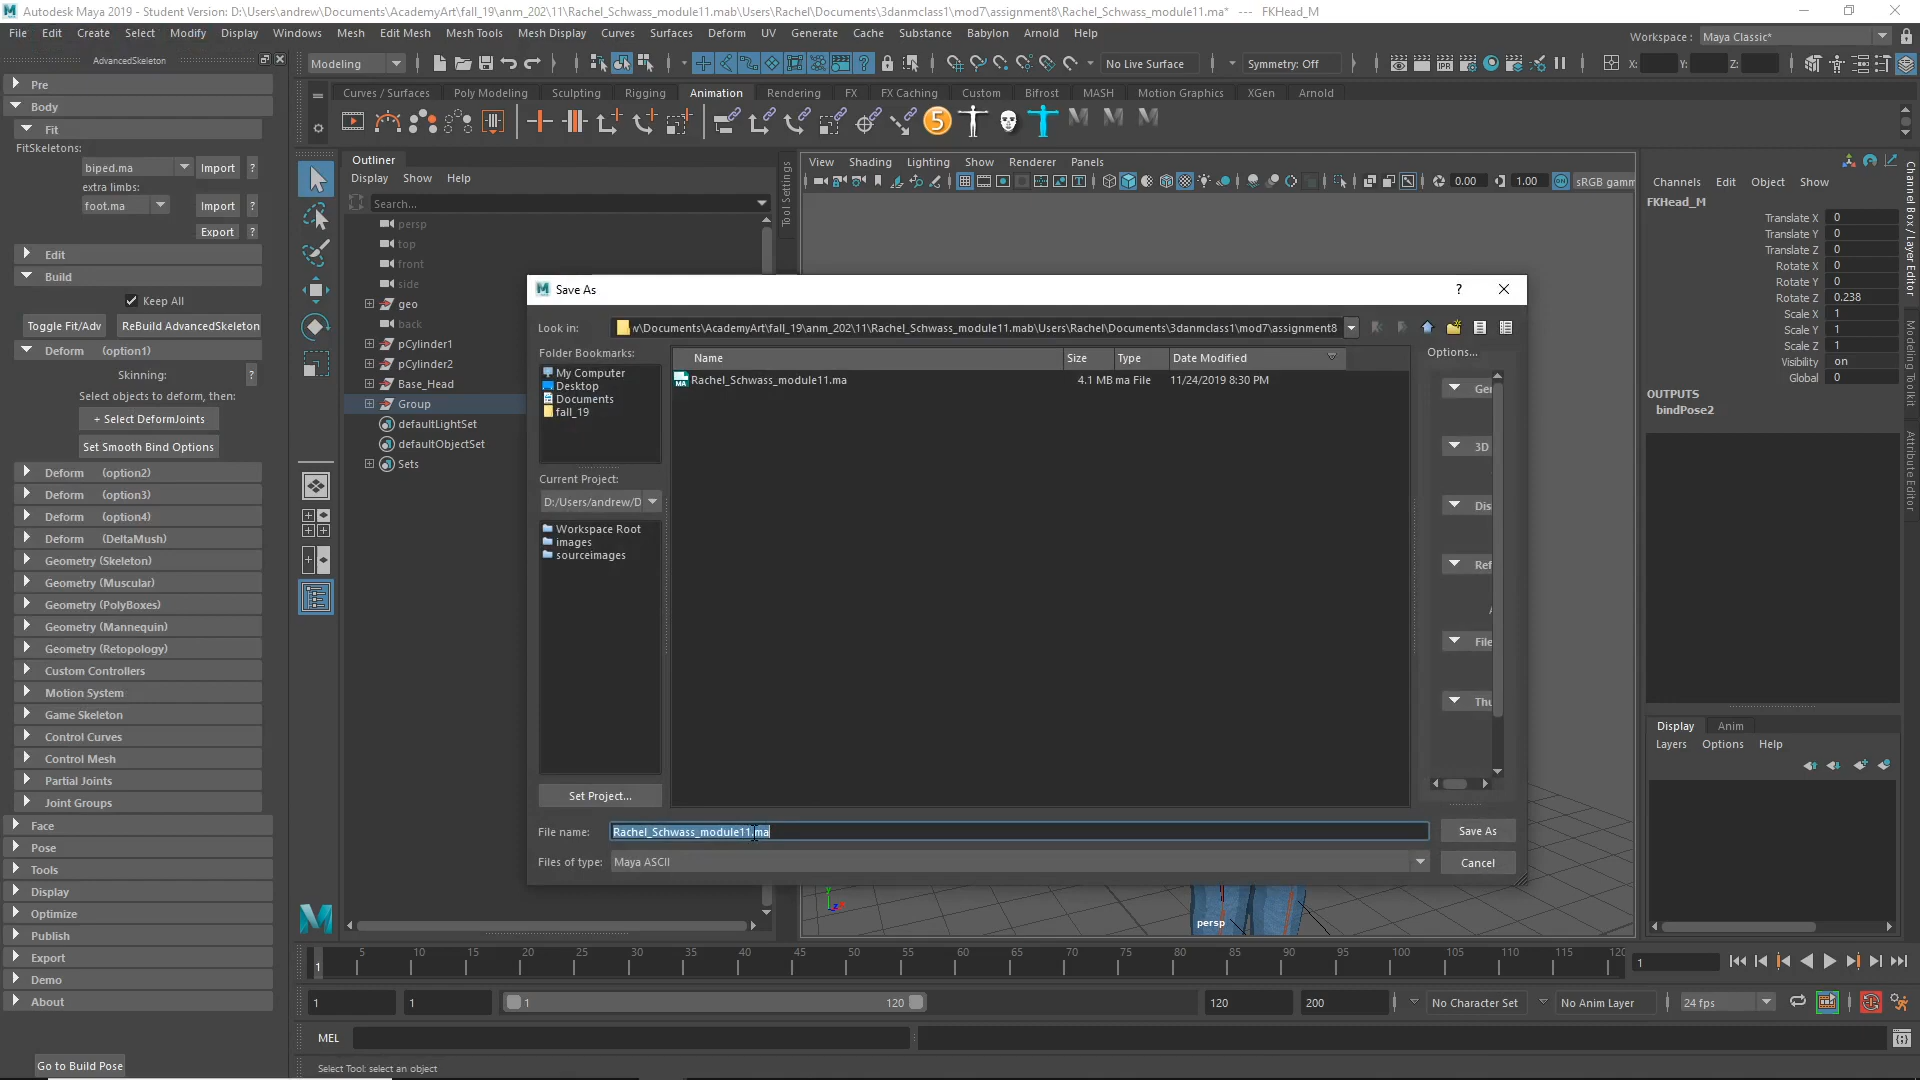 Autodesk Maya 2019 - Student Version: D:\Users\andrew\Documents\AcademyArt\fall_19\anm_202\11\Rachel_Schwass_module11.mab\Users\Rachel\Documents\3danmclass1\mod7\assignment8\Rachel_Schwass_module11.ma* --- FKHead_M
File Edit Create Select Modify Display Windows Mesh Edit Mesh Mesh Tools Mesh Display Curves Surfaces Deform UV Generate Cache Substance Babylon Arnold Help
Workspace : Maya Classic*
AdvancedSkeleton
Modeling
No Live Surface
Symmetry: Off
X: Y: Z:
Curves / Surfaces Poly Modeling Sculpting Rigging Animation Rendering FX FX Caching Custom Bifrost MASH Motion Graphics XGen Arnold
Pre
Body
Fit
FitSkeletons:
biped.ma Import ?
extra limbs:
foot.ma Import ?
Export ?
Edit
Build
Keep All
Toggle Fit/Adv ReBuild AdvancedSkeleton
Deform (option1)
Skinning: ?
Select objects to deform, then:
+ Select DeformJoints
Set Smooth Bind Options
Deform (option2)
Deform (option3)
Deform (option4)
Deform (DeltaMush)
Geometry (Skeleton)
Geometry (Muscular)
Geometry (PolyBoxes)
Geometry (Mannequin)
Geometry (Retopology)
Custom Controllers
Motion System
Game Skeleton
Control Curves
Control Mesh
Partial Joints
Joint Groups
Face
Pose
Tools
Display
Optimize
Publish
Export
Demo
About
Go to Build Pose
Outliner
Display Show Help
Search...
persp
top
front
side
geo
back
pCylinder1
pCylinder2
Base_Head
Group
defaultLightSet
defaultObjectSet
Sets
Tool Settings
View Shading Lighting Show Renderer Panels
0.00 1.00 sRGB gamm
Save As
?
Look in: w\Documents\AcademyArt\fall_19\anm_202\11\Rachel_Schwass_module11.mab\Users\Rachel\Documents\3danmclass1\mod7\assignment8
Folder Bookmarks:
My Computer
Desktop
Documents
fall_19
Current Project:
D:/Users/andrew/D
Workspace Root
images
sourceimages
Set Project...
Name Size Type Date Modified
Rachel_Schwass_module11.ma 4.1 MB ma File 11/24/2019 8:30 PM
Options...
Ger
3D
Dis
Ref
File
Thu
File name: Rachel_Schwass_module11.ma Save As
Files of type: Maya ASCII Cancel
persp
Channels Edit Object Show
FKHead_M
Translate X 0
Translate Y 0
Translate Z 0
Rotate X 0
Rotate Y 0
Rotate Z 0.238
Scale X 1
Scale Y 1
Scale Z 1
Visibility on
Global 0
OUTPUTS
bindPose2
Channel Box / Layer Editor
Modeling Toolkit
Attribute Editor
Display Anim
Layers Options Help
1 5 10 15 20 25 30 35 40 45 50 55 60 65 70 75 80 85 90 95 100 105 110 115 120
1
1 1 1 120 120 200 No Character Set No Anim Layer 24 fps
MEL
Select Tool: select an object